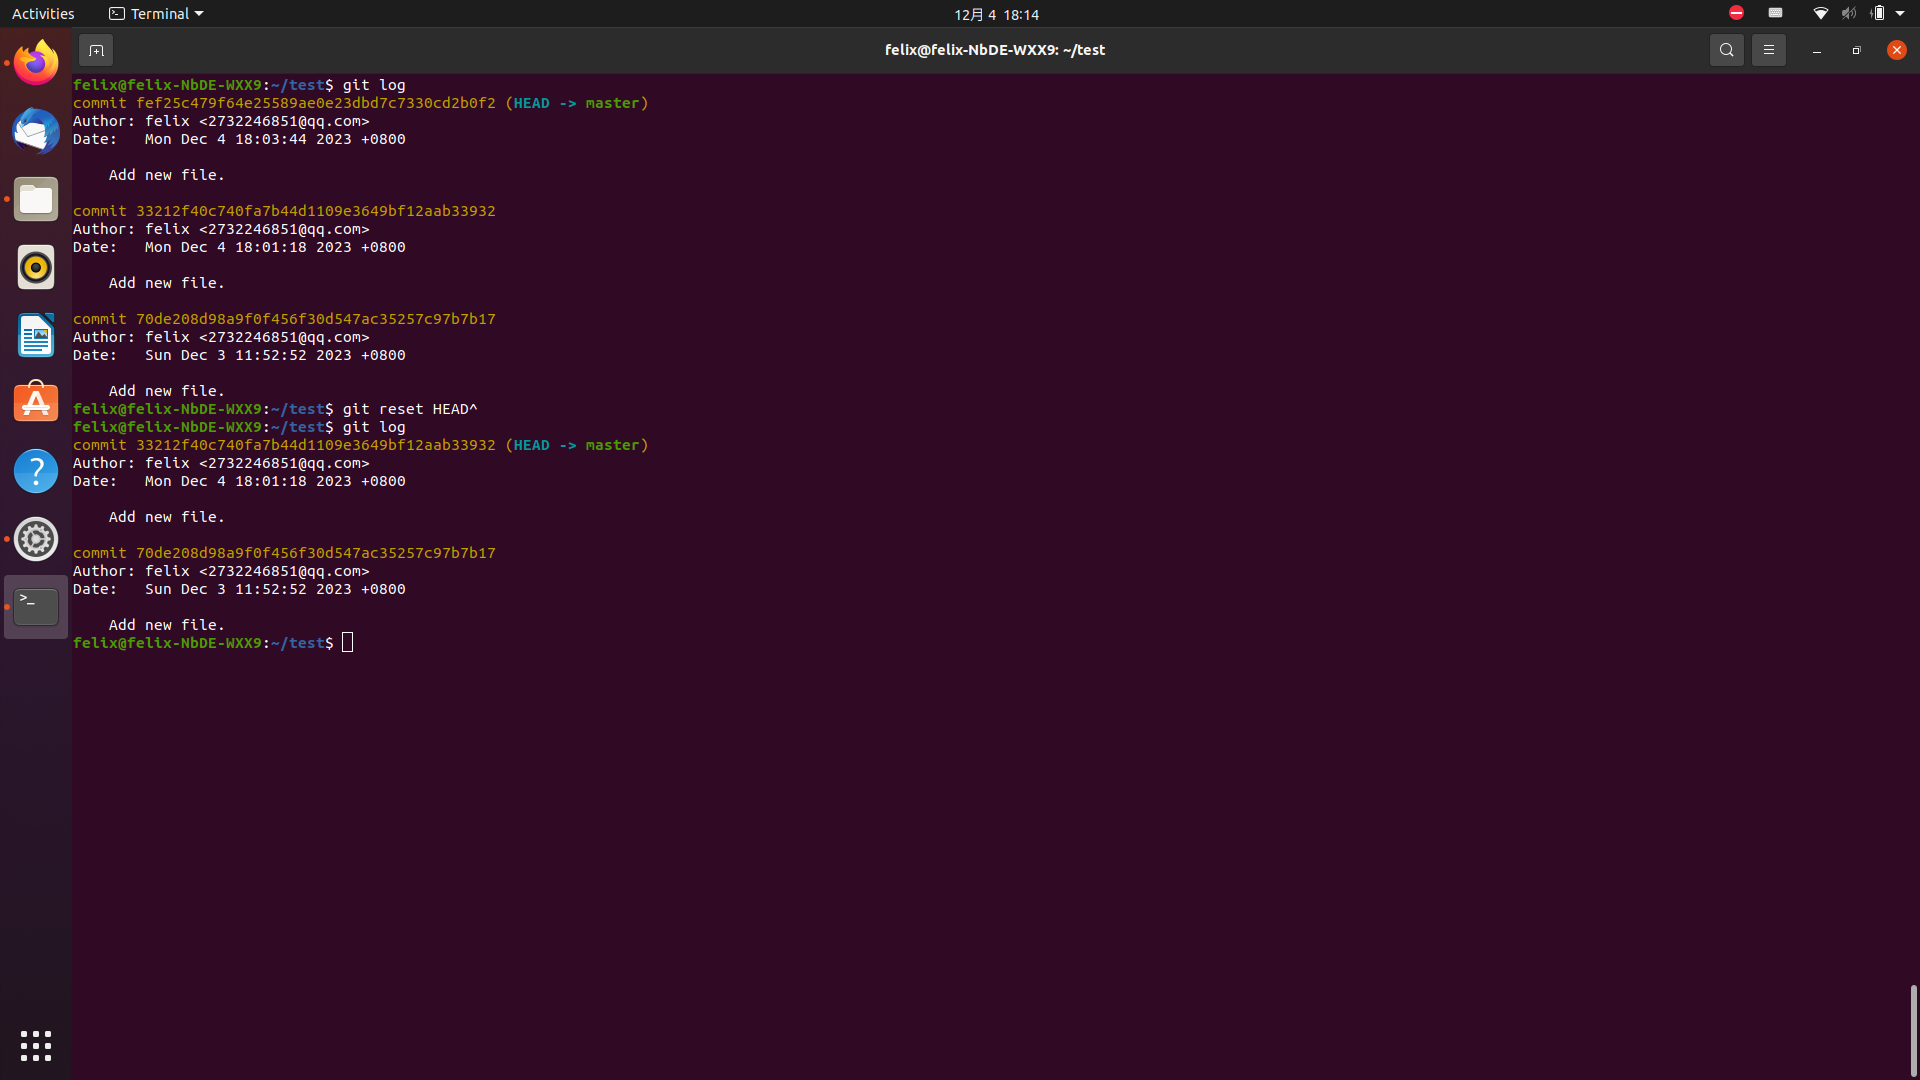 Activities
Terminal
12月 4 18:14
felix@felix-NbDE-WXX9: ~/test
felix@felix-NbDE-WXX9:~/test$ git log
commit fef25c479f64e25589ae0e23dbd7c7330cd2b0f2 (HEAD -> master)
Author: felix <2732246851@qq.com>
Date:   Mon Dec 4 18:03:44 2023 +0800
    Add new file.
commit 33212f40c740fa7b44d1109e3649bf12aab33932
Author: felix <2732246851@qq.com>
Date:   Mon Dec 4 18:01:18 2023 +0800
    Add new file.
commit 70de208d98a9f0f456f30d547ac35257c97b7b17
Author: felix <2732246851@qq.com>
Date:   Sun Dec 3 11:52:52 2023 +0800
    Add new file.
felix@felix-NbDE-WXX9:~/test$ git reset HEAD^
felix@felix-NbDE-WXX9:~/test$ git log
commit 33212f40c740fa7b44d1109e3649bf12aab33932 (HEAD -> master)
Author: felix <2732246851@qq.com>
Date:   Mon Dec 4 18:01:18 2023 +0800
    Add new file.
commit 70de208d98a9f0f456f30d547ac35257c97b7b17
Author: felix <2732246851@qq.com>
Date:   Sun Dec 3 11:52:52 2023 +0800
    Add new file.
felix@felix-NbDE-WXX9:~/test$